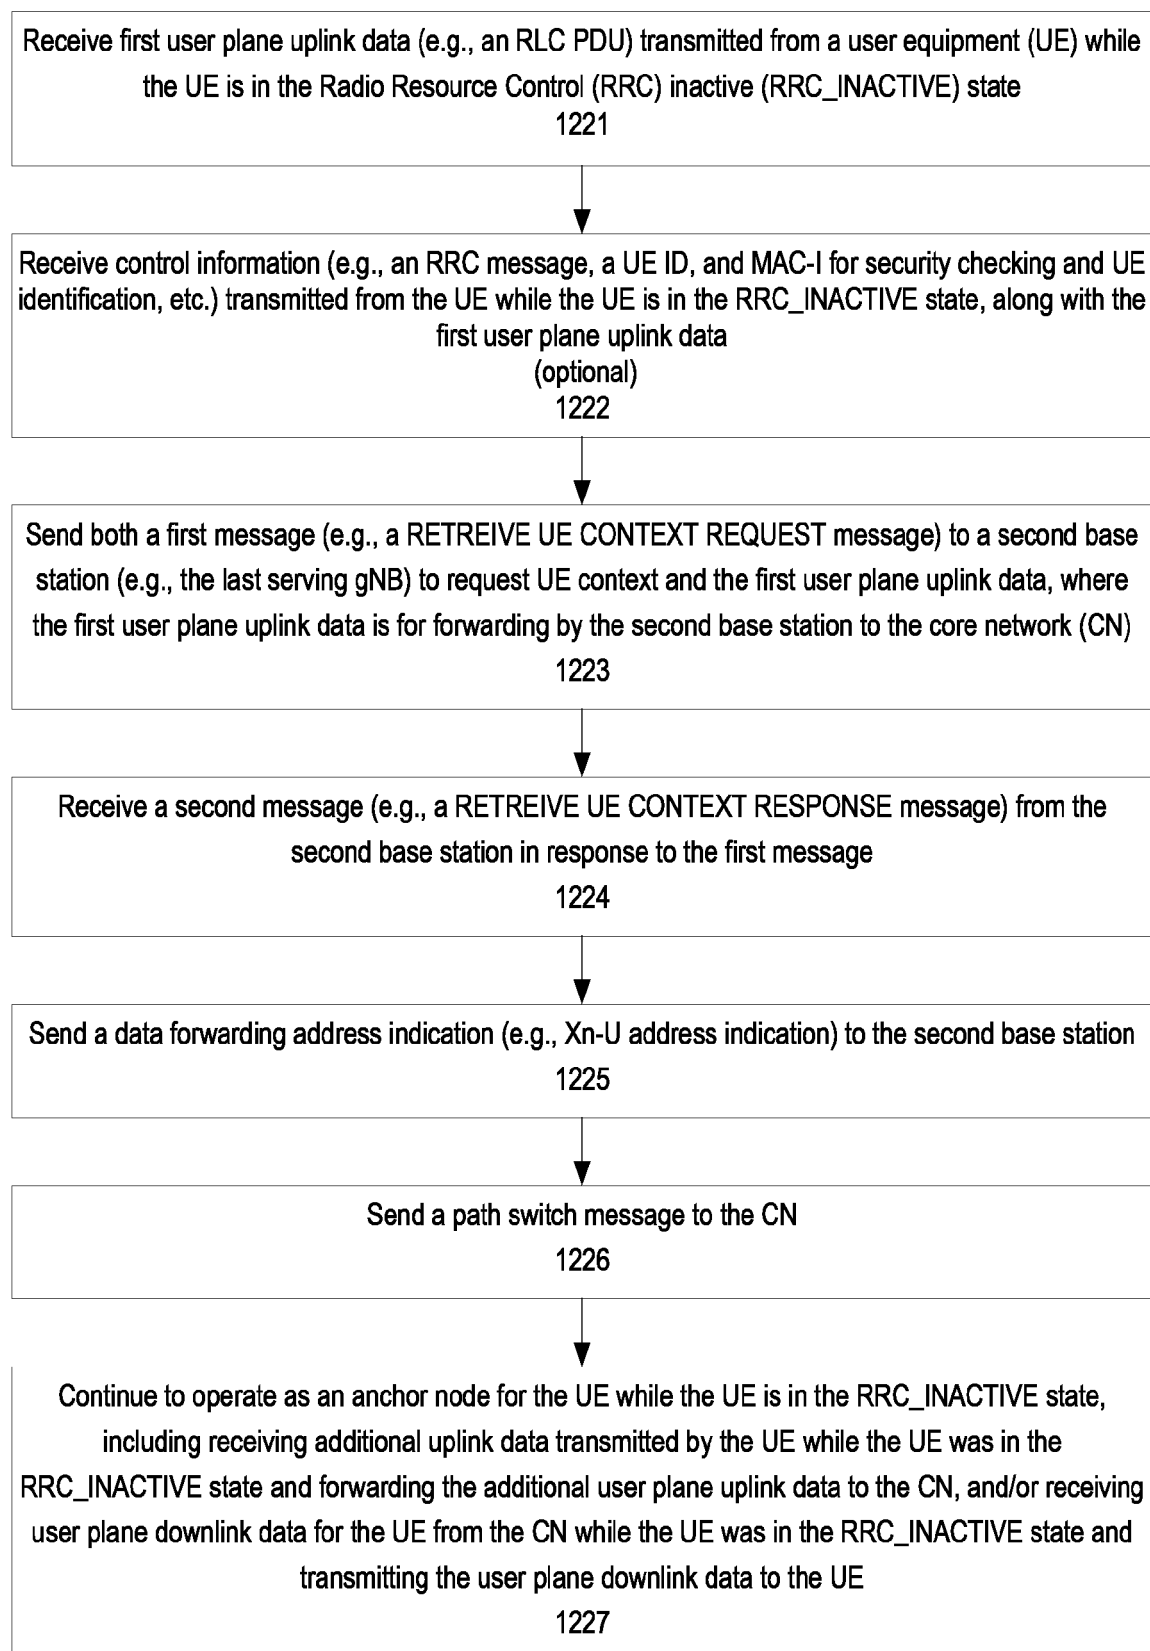 Receive first user plane uplink data (e.g., an RLC PDU) transmitted from a user equipment (UE) while
the UE is in the Radio Resource Control (RRC) inactive (RRC_INACTIVE) state
1221
Receive control information (e.g., an RRC message, a UE ID, and MAC-I for security checking and UE
identification, etc.) transmitted from the UE while the UE is in the RRC_INACTIVE state, along with the
first user plane uplink data
(optional)
1222
Send both a first message (e.g., a RETREIVE UE CONTEXT REQUEST message) to a second base
station (e.g., the last serving gNB) to request UE context and the first user plane uplink data, where
the first user plane uplink data is for forwarding by the second base station to the core network (CN)
1223
Receive a second message (e.g., a RETREIVE UE CONTEXT RESPONSE message) from the
second base station in response to the first message
1224
Send a data forwarding address indication (e.g., Xn-U address indication) to the second base station
1225
Send a path switch message to the CN
1226
Continue to operate as an anchor node for the UE while the UE is in the RRC_INACTIVE state,
including receiving additional uplink data transmitted by the UE while the UE was in the
RRC_INACTIVE state and forwarding the additional user plane uplink data to the CN, and/or receiving
user plane downlink data for the UE from the CN while the UE was in the RRC_INACTIVE state and
transmitting the user plane downlink data to the UE
1227